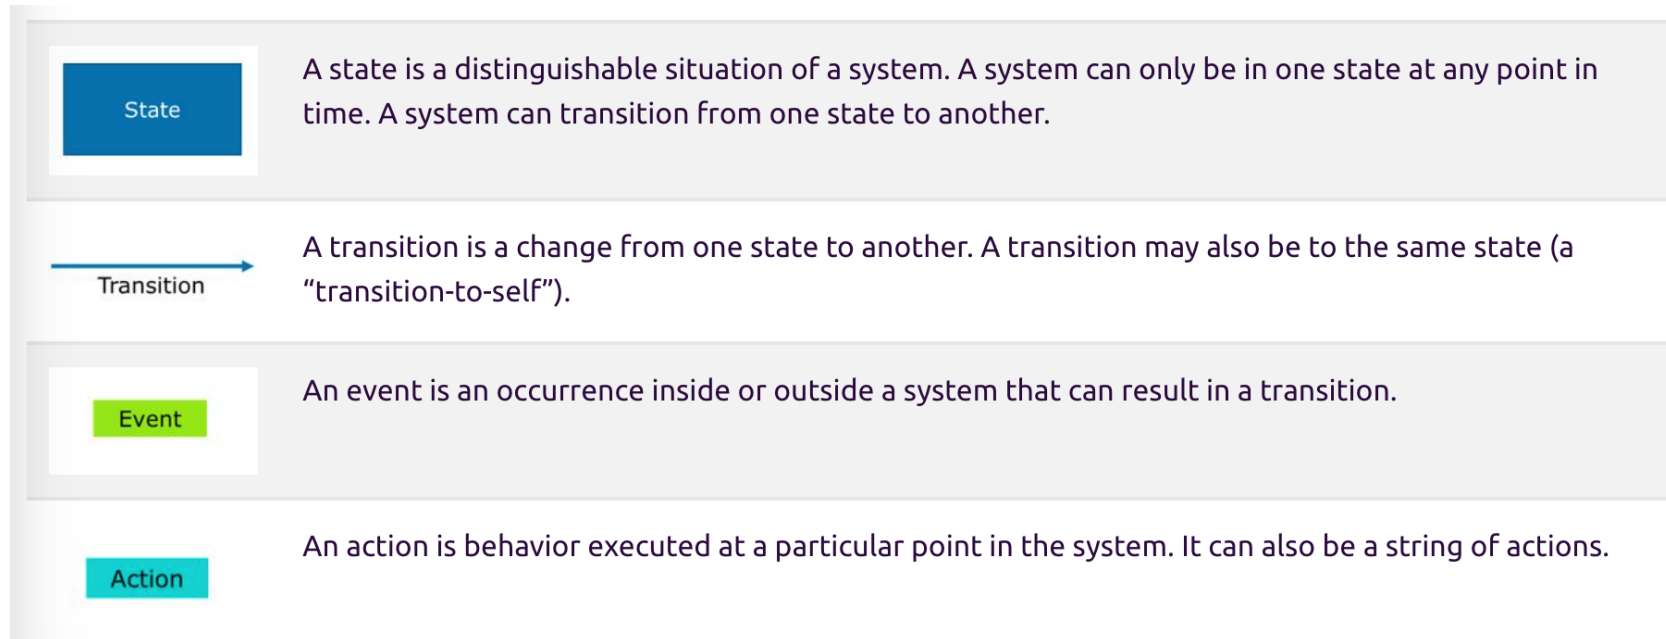 State
A state is a distinguishable situation of a system. A system can only be in one state at any point in
time. A system can transition from one state to another.
Transition
A transition is a change from one state to another. A transition may also be to the same state (a
“transition-to-self”).
Event
An event is an occurrence inside or outside a system that can result in a transition.
Action
An action is behavior executed at a particular point in the system. It can also be a string of actions.